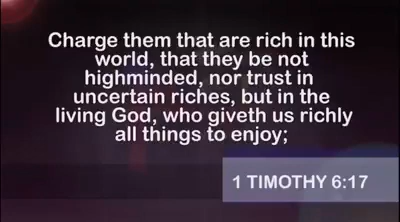 Charge them that are rich in this
world, that they be not
highminded, nor trust in
uncertain riches, but in the
living God, who giveth us richly
all things to enjoy;
1 TIMOTHY 6:17